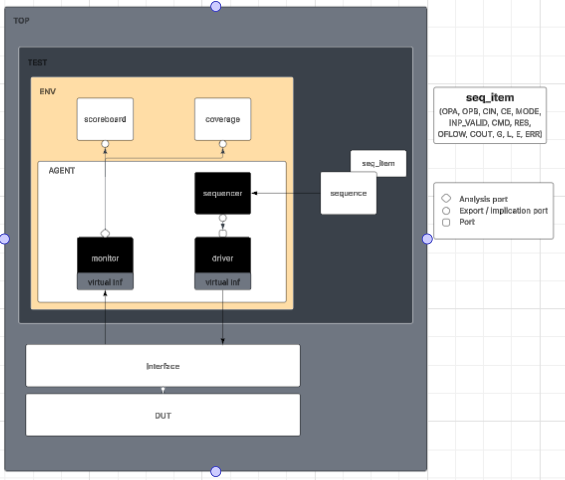 TOP
TEST
ENV
scoreboard
coverage
AGENT
seq_item
sequencer
sequence
monitor
driver
virtual inf
virtual inf
Interface
DUT
seq_item
(OPA, OPB, CIN, CE, MODE,
INP_VALID, CMD, RES,
OFLOW, COUT, G, L, E, ERR)
Analysis port
Export / implication port
Port